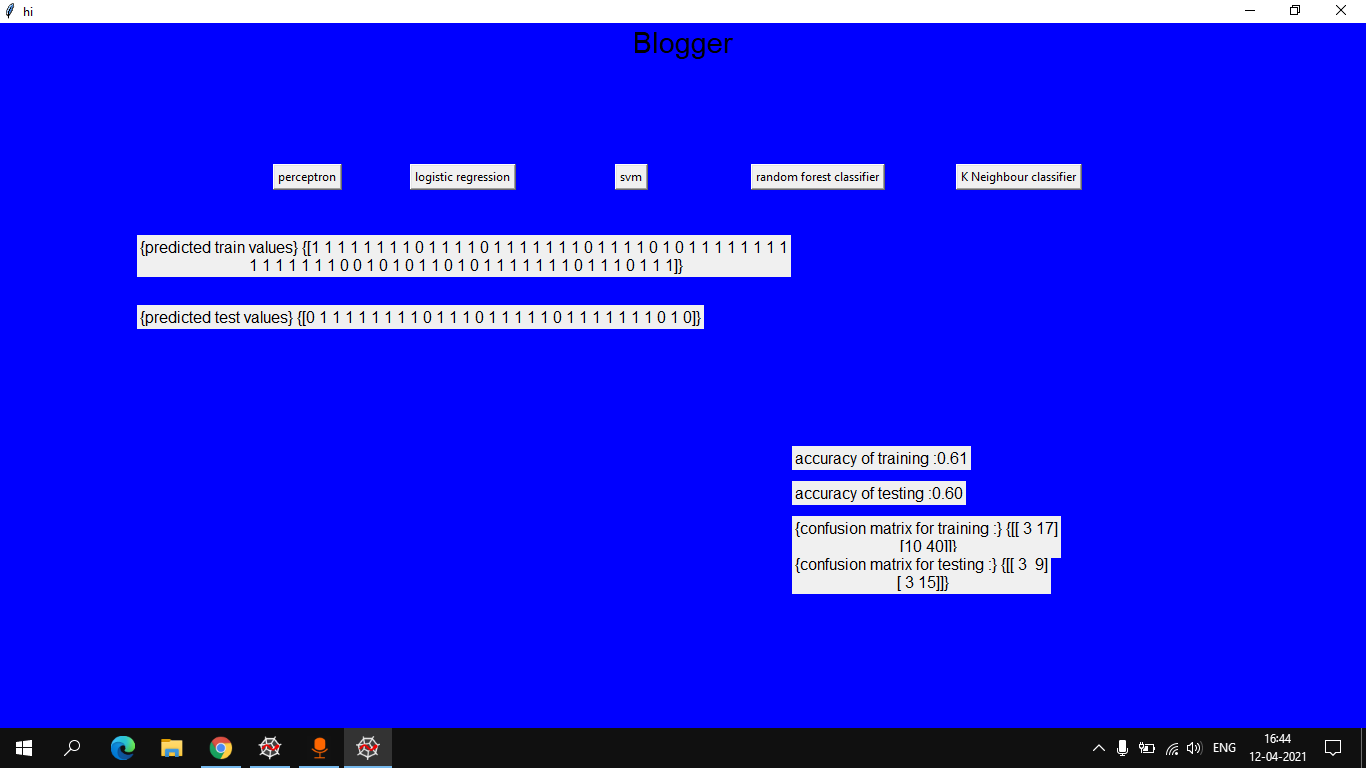 hi
Blogger
perceptron
logistic regression
svm
random forest classifier
K Neighbour classifier
{predicted train values} {[1 1 1 1 1 1 1 1 0 1 1 1 1 0 1 1 1 1 1 1 1 0 1 1 1 1 0 1 0 1 1 1 1 1 1 1 1
1 1 1 1 1 1 1 0 0 1 0 1 0 1 1 0 1 0 1 1 1 1 1 1 1 0 1 1 1 0 1 1 1]}
{predicted test values} {[0 1 1 1 1 1 1 1 1 0 1 1 1 0 1 1 1 1 1 0 1 1 1 1 1 1 1 0 1 0]}
accuracy of training :0.61
accuracy of testing :0.60
{confusion matrix for training :} {[[ 3 17]
[10 40]]}
{confusion matrix for testing :} {[[ 3  9]
[ 3 15]]}
ENG
16:44
12-04-2021